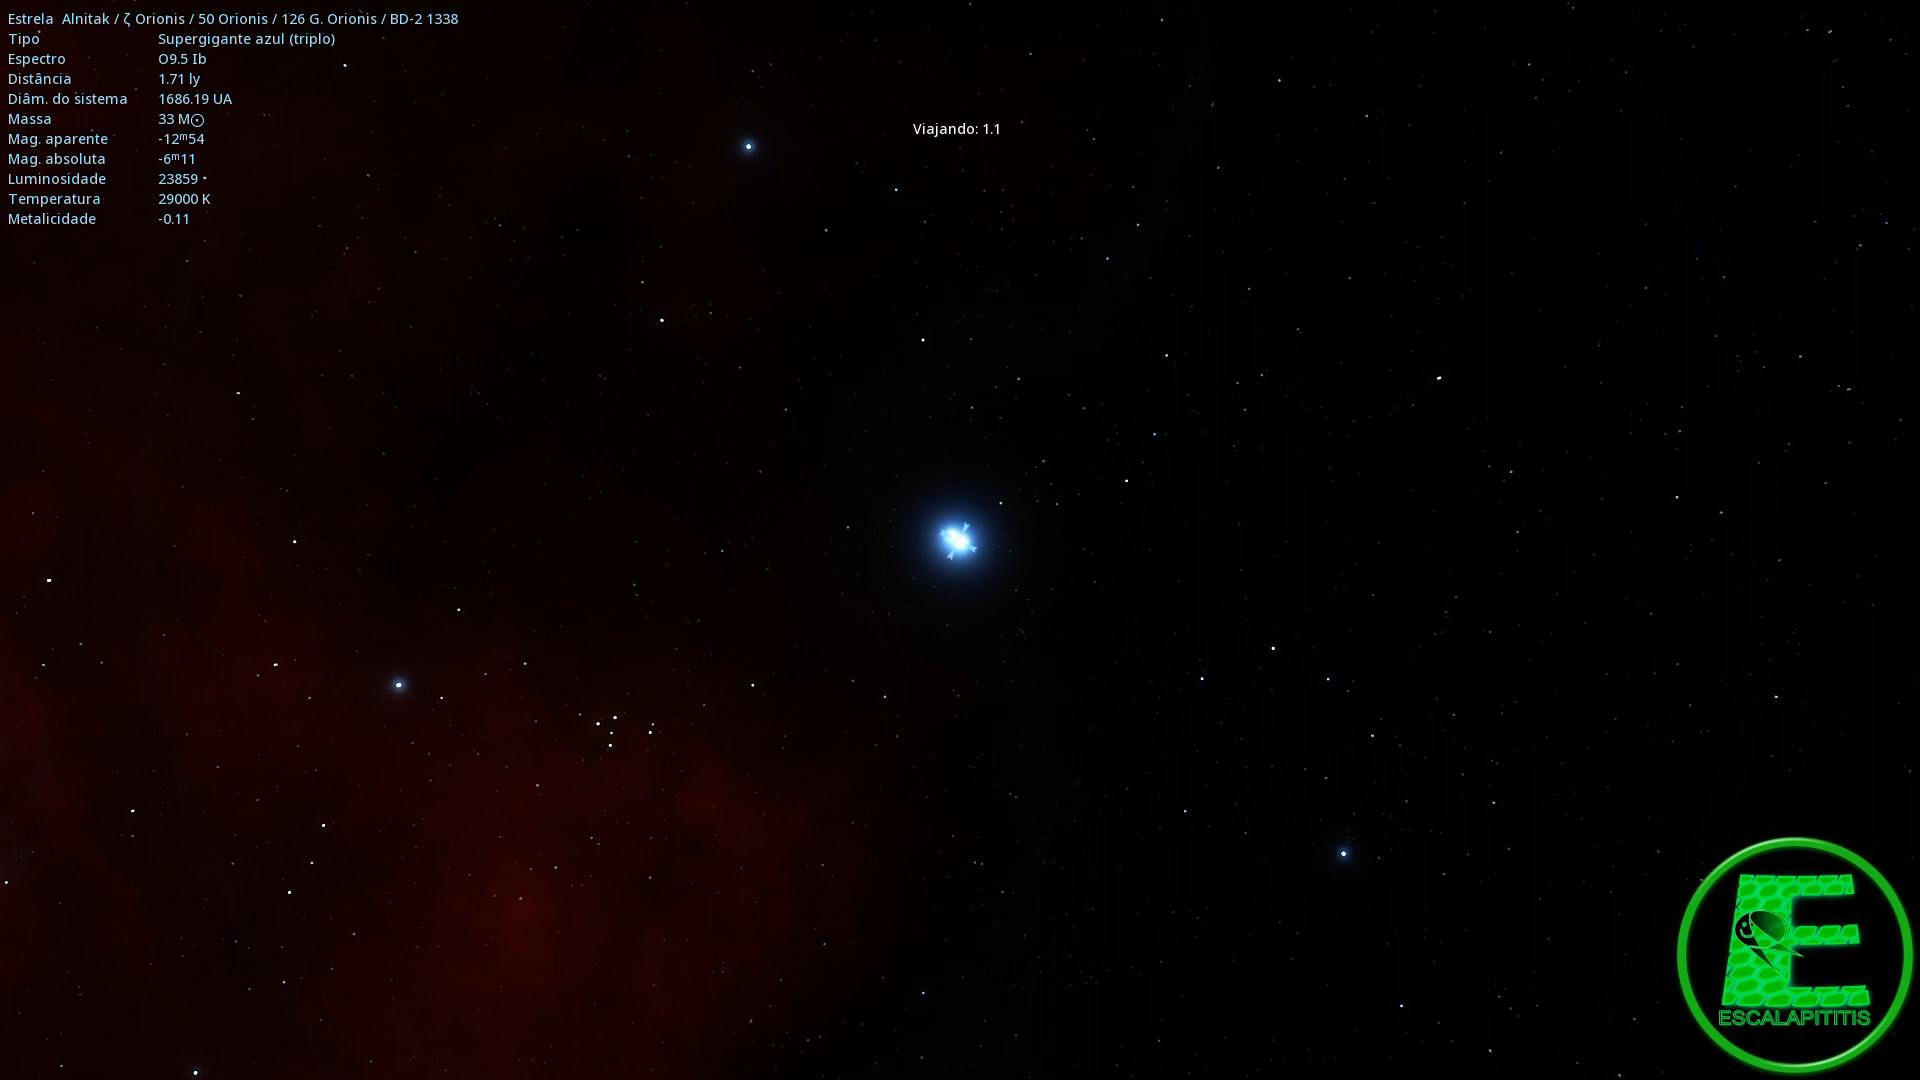 Estrela Alnitak / ζ Orionis / 50 Orionis / 126 G. Orionis / BD-2 1338
Tipo Supergigante azul (triplo)
Espectro O9.5 Ib
Distância 1.71 ly
Diâm. do sistema 1686.19 UA
Massa 33 M☉
Mag. aparente -12ᵐ54
Mag. absoluta -6ᵐ11
Luminosidade 23859
Temperatura 29000 K
Metalicidade -0.11
Viajando: 1.1
E
ESCALAPITITIS